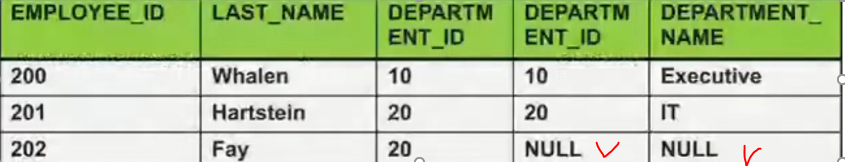 EMPLOYEE_ID LAST_NAME DEPARTM DEPARTM DEPARTMENT_
ENT_ID ENT_ID NAME
200 Whalen 10 10 Executive
201 Hartstein 20 20 IT
202 Fay 20 NULL NULL